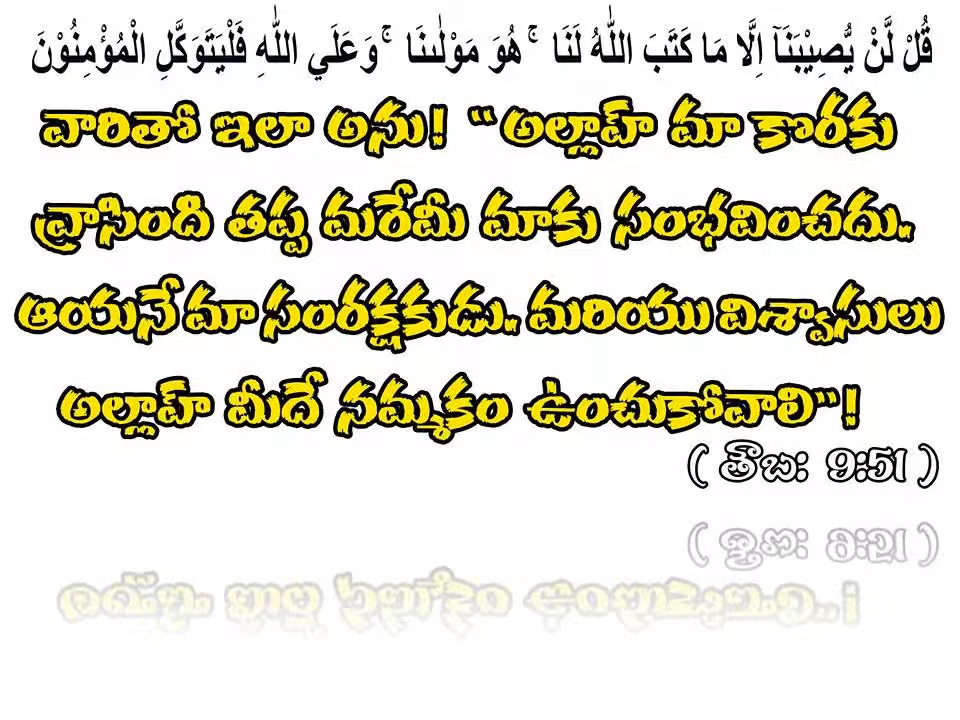 قُلْ لَّنْ يُّصِيْبَنَاۤ اِلَّا مَا كَتَبَ اللّٰهُ لَنَا ۚ هُوَ مَوْلٰىنَا ۚ وَعَلَي اللّٰهِ فَلْيَتَوَكَّلِ الْمُؤْمِنُوْنَ
వారితో ఇలా అను! "అల్లాహ్ మా కొరకు
వ్రాసింది తప్ప మరేమీ మాకు సంభవించదు.
ఆయనే మా సంరక్షకుడు. మరియు విశ్వాసులు
అల్లాహ్ మీదే నమ్మకం ఉంచుకోవాలి"!
( తౌబ: 9:51 )